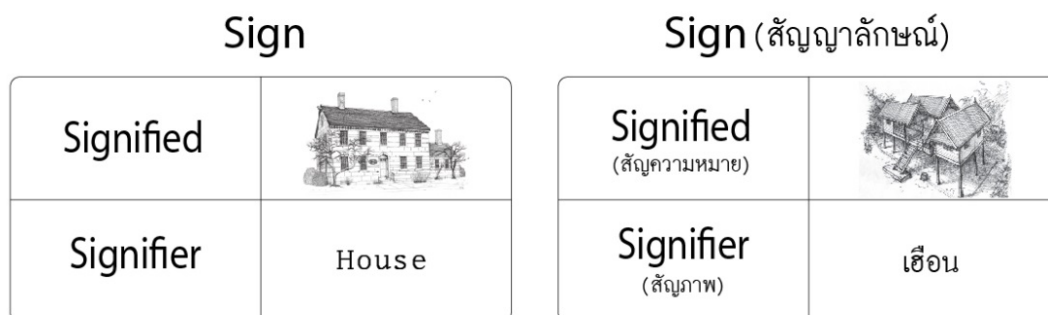 Sign
Signified
Signifier
House
Sign (สัญญาลักษณ์)
Signified
(สัญความหมาย)
Signifier
(สัญภาพ)
เฮือน